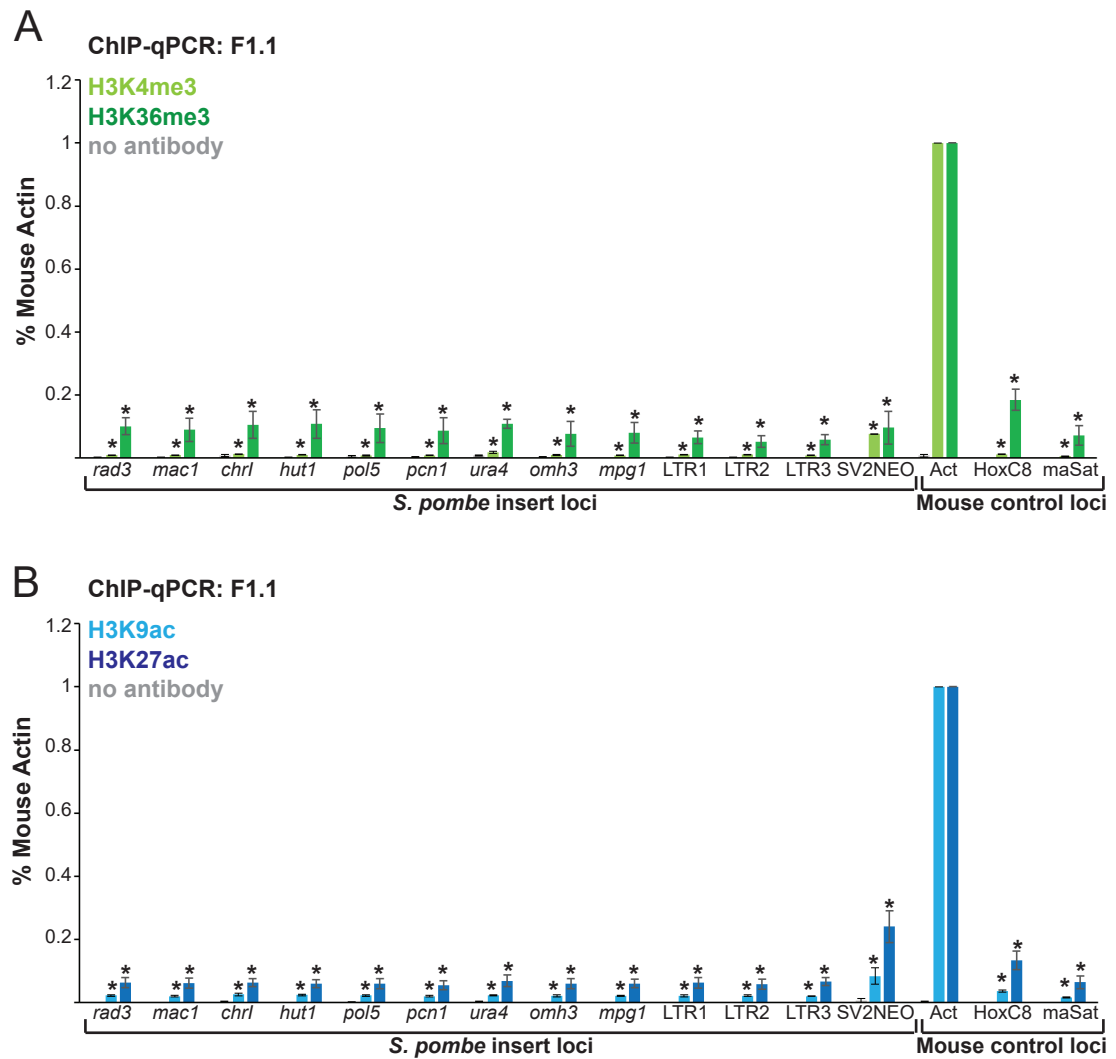 A
ChIP-qPCR: F1.1
H3K4me3
H3K36me3
no antibody
% Mouse Actin
1.2
1
0.8
0.6
0.4
0.2
* * * * * * * * * * * * * * * * * * * * * * * * * * * * * *
rad3 mac1 chrI hut1 pol5 pcn1 ura4 omh3 mpg1 LTR1 LTR2 LTR3 SV2NEO Act HoxC8 maSat
S. pombe insert loci Mouse control loci
B
ChIP-qPCR: F1.1
H3K9ac
H3K27ac
no antibody
% Mouse Actin
1.2
1
0.8
0.6
0.4
0.2
* * * * * * * * * * * * * * * * * * * * * * * * * * * * * *
rad3 mac1 chrI hut1 pol5 pcn1 ura4 omh3 mpg1 LTR1 LTR2 LTR3 SV2NEO Act HoxC8 maSat
S. pombe insert loci Mouse control loci